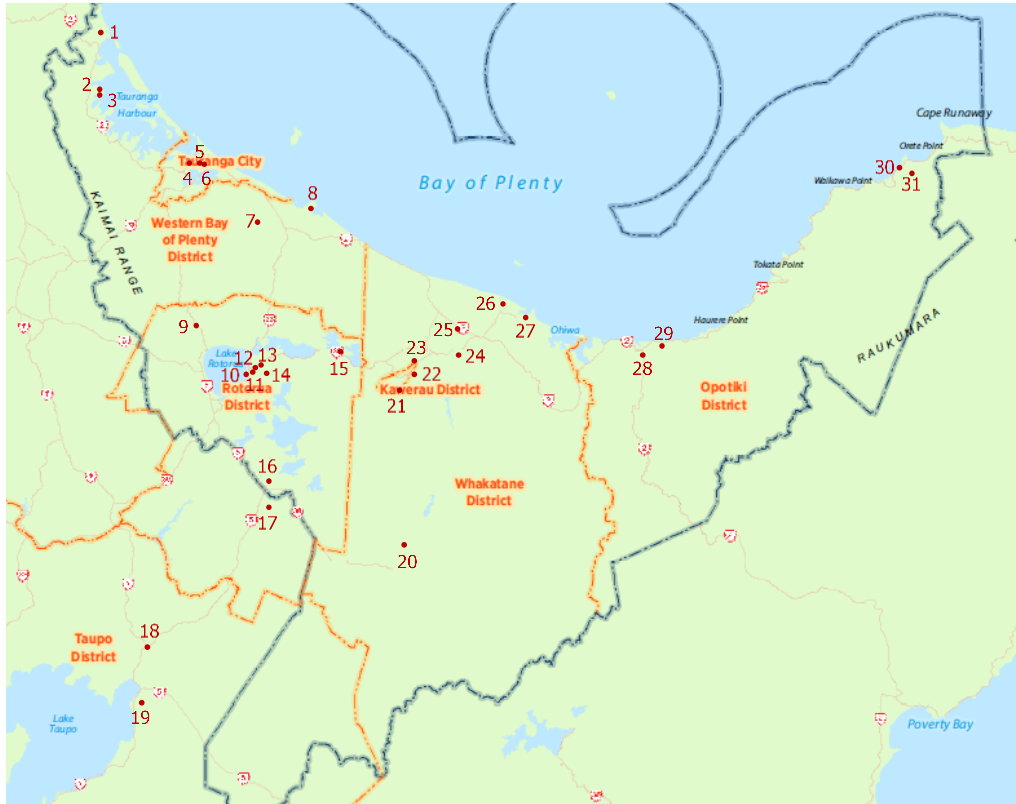 1
2
3
Tauranga
Harbour
2
5
Tauranga City
4
6
Cape Runaway
Orete Point
30
31
Waikawa Point
Bay of Plenty
8
7
KAIMAI RANGE
Western Bay
of Plenty
District
Tokata Point
26
27
9
25
Ohiwa
Haurere Point
29
28
RAUKUMARA
Lake
Rotorua
12
13
10
11
14
15
23
24
22
21
Kawerau District
Rotorua
District
Opotiki
District
16
17
Whakatane
District
20
18
Taupo
District
19
Lake
Taupo
Poverty Bay